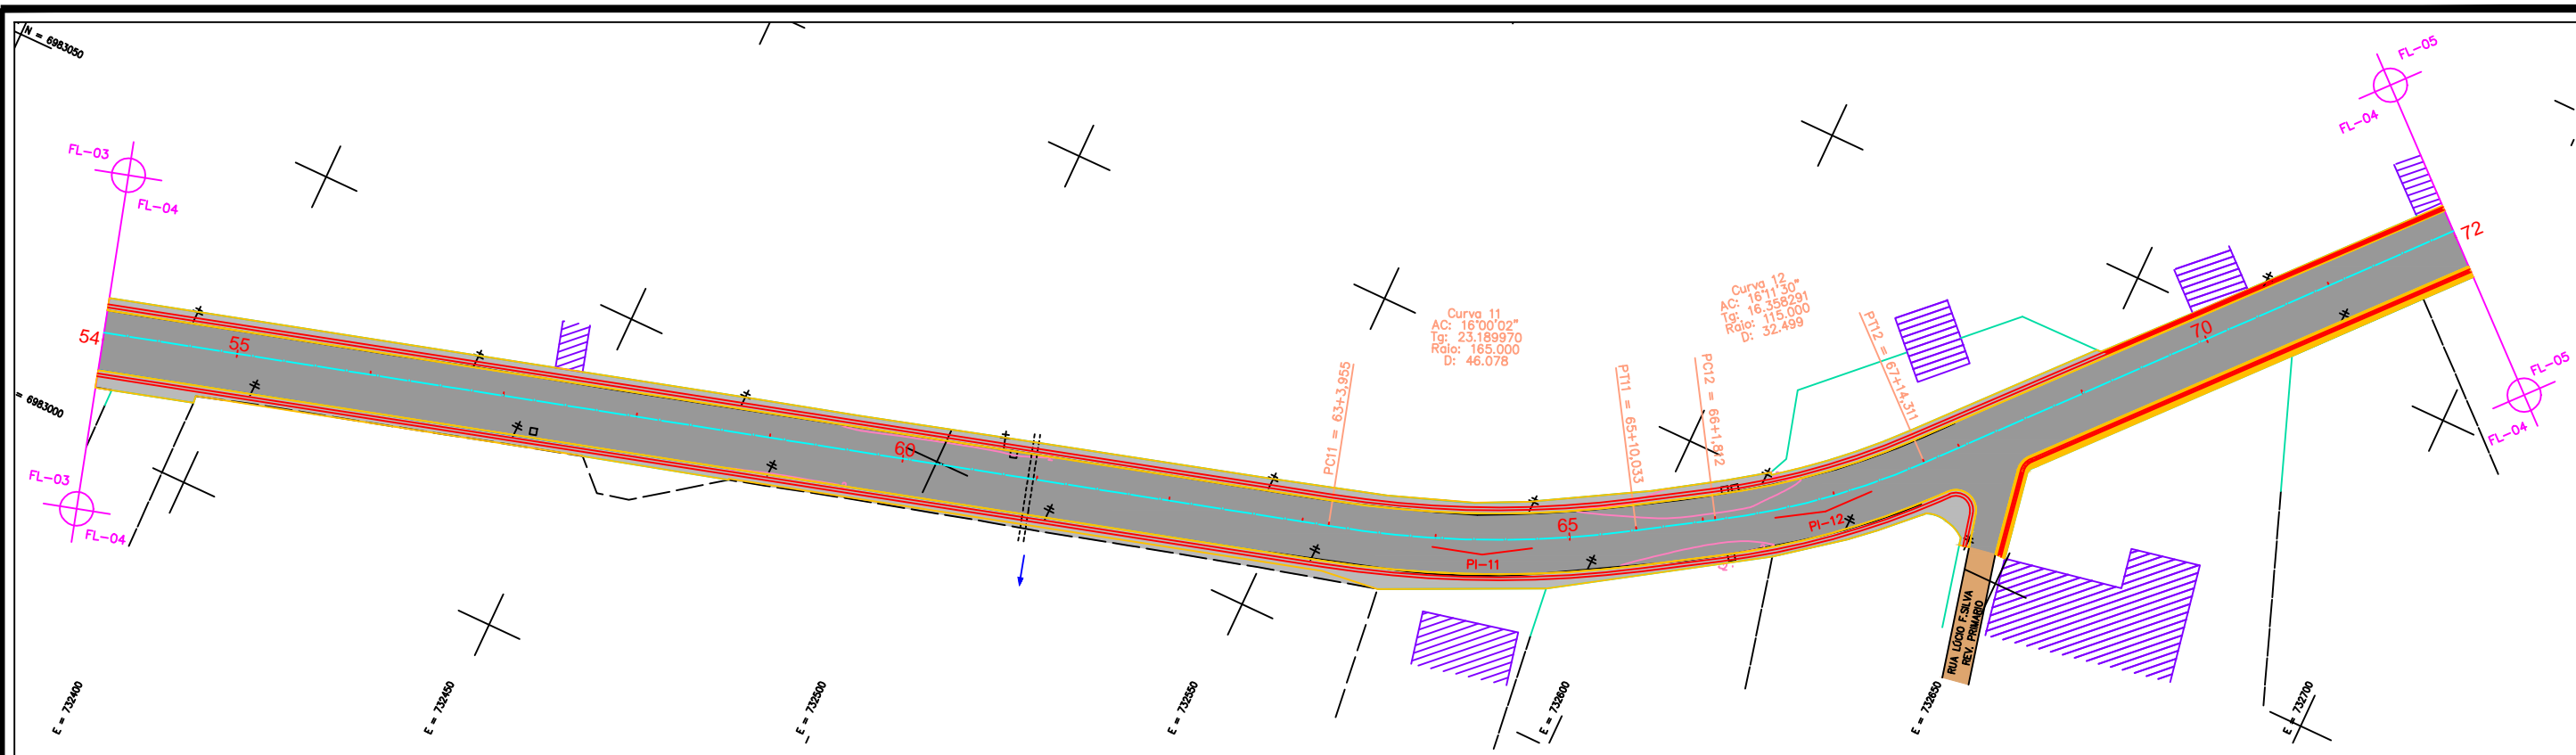 N = 6983050
FL-05
FL-04
FL-03
FL-04
72
Curva 12
AC: 16°11'30"
Tg: 16.358291
Raio: 115.000
D: 32.499
Curva 11
AC: 16°00'02"
Tg: 23.189970
Raio: 165.000
D: 46.078
54
55
60
65
70
PC11 = 63+3,955
PT11 = 65+10,033
PC12 = 66+1,812
PT12 = 67+14,311
PI-11
PI-12
= 6983000
FL-05
FL-04
FL-03
FL-04
RUA LÚCIO F.SILVA
REV. PRIMARIO
E = 732400
E = 732450
E = 732500
E = 732550
E = 732600
E = 732650
E = 732700